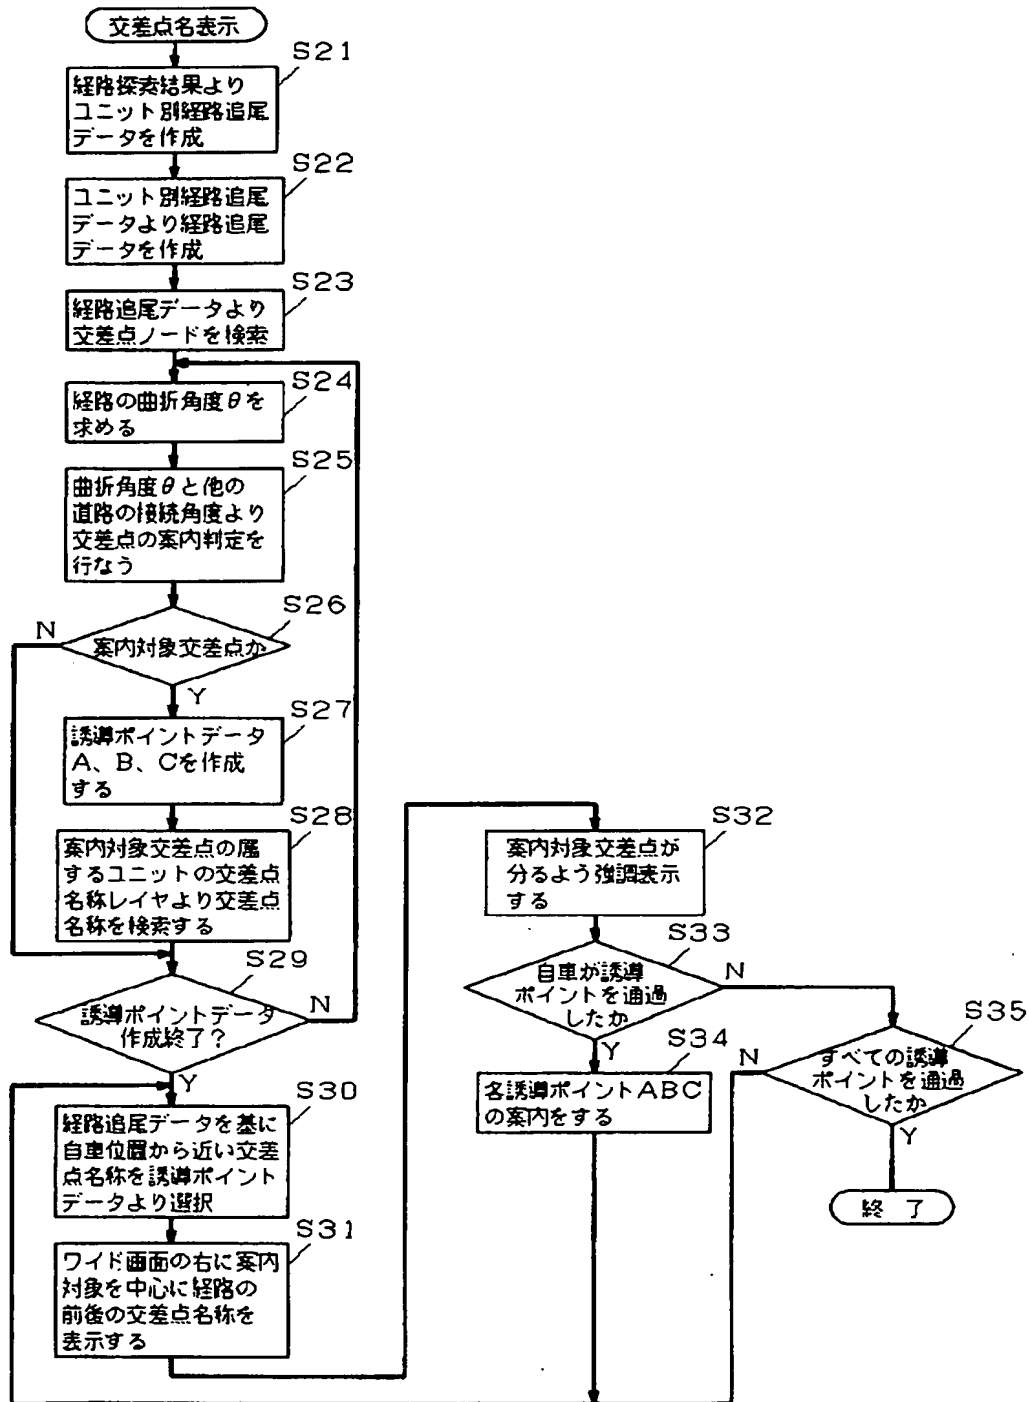 交差点名表示
S21
経路探索結果より
ユニット別経路追尾
データを作成
S22
ユニット別経路追尾
データより経路追尾
データを作成
S23
経路追尾データより
交差点ノードを検索
S24
経路の曲折角度θを
求める
S25
曲折角度θと他の
道路の接続角度より
交差点の案内判定を
行なう
S26
案内対象交差点か
N
Y
S27
誘導ポイントデータ
A、B、Cを作成
する
S28
案内対象交差点の属
するユニットの交差点
名称レイヤより交差点
名称を検索する
S29
誘導ポイントデータ
作成終了?
N
Y
S30
経路追尾データを基に
自車位置から近い交差
点名称を誘導ポイント
データより選択
S31
ワイド画面の右に案内
対象を中心に経路の
前後の交差点名称を
表示する
S32
案内対象交差点が
分るよう強調表示
する
S33
自車が誘導
ポイントを通過
したか
N
Y
S34
各誘導ポイントABC
の案内をする
S35
すべての誘導
ポイントを通過
したか
N
Y
終了